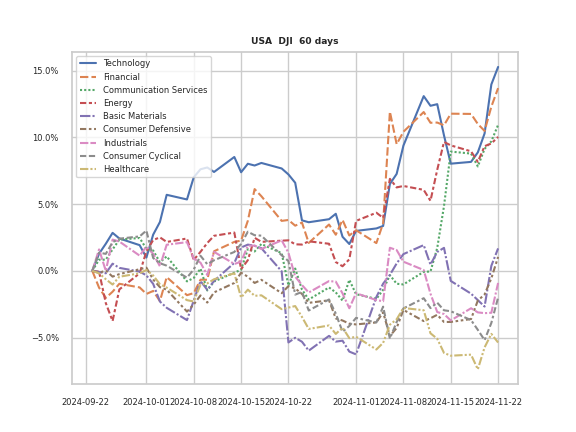 USA DJI 60 days
15.0%
10.0%
5.0%
0.0%
−5.0%
Technology
Financial
Communication Services
Energy
Basic Materials
Consumer Defensive
Industrials
Consumer Cyclical
Healthcare
2024-09-22 2024-10-01 2024-10-08 2024-10-15 2024-10-22 2024-11-01 2024-11-08 2024-11-15 2024-11-22